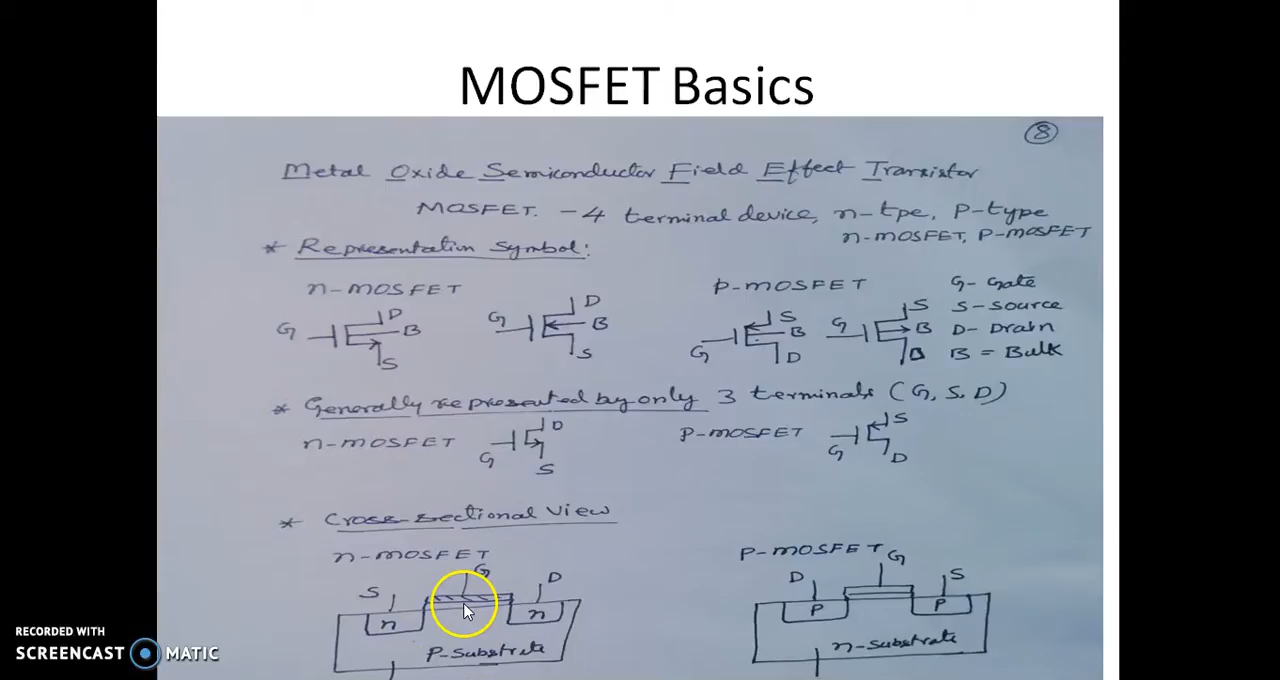 MOSFET Basics
8
Metal Oxide Semiconductor Field Effect Transistor
MOSFET. - 4 terminal device, n-tpe, P-type
n-MOSFET, P-MOSFET
* Representation Symbol:
n-MOSFET
P-MOSFET
G D B S
G D B S
G S B D
G S B D
G- Gate
S-source
D- Drain
B = Bulk
* Generally represented by only 3 terminals (G, S, D)
n-MOSFET
G D S
P-MOSFET
G S D
* Cross-sectional View
n-MOSFET
P-MOSFET
S G D
D G S
n n
P P
P-Substrate
n-Substrate
RECORDED WITH
SCREENCAST MATIC